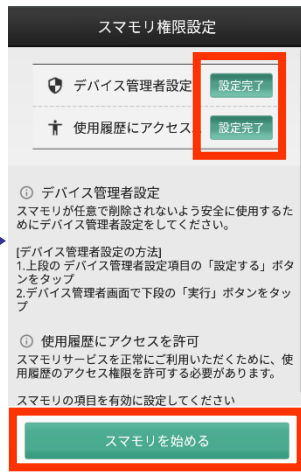 スマモリ権限設定
デバイス管理者設定 設定完了
使用履歴にアクセス... 設定完了
デバイス管理者設定
スマモリが任意で削除されないよう安全に使用するた
めにデバイス管理者設定をしてください。
[デバイス管理者設定の方法]
1.上段の デバイス管理者設定項目の「設定する」ボタ
ンをタップ
2.デバイス管理者画面で下段の「実行」ボタンをタッ
プ
使用履歴にアクセスを許可
スマモリサービスを正常にご利用いただくために、使
用履歴のアクセス権限を許可する必要があります。
スマモリの項目を有効に設定してください
スマモリを始める